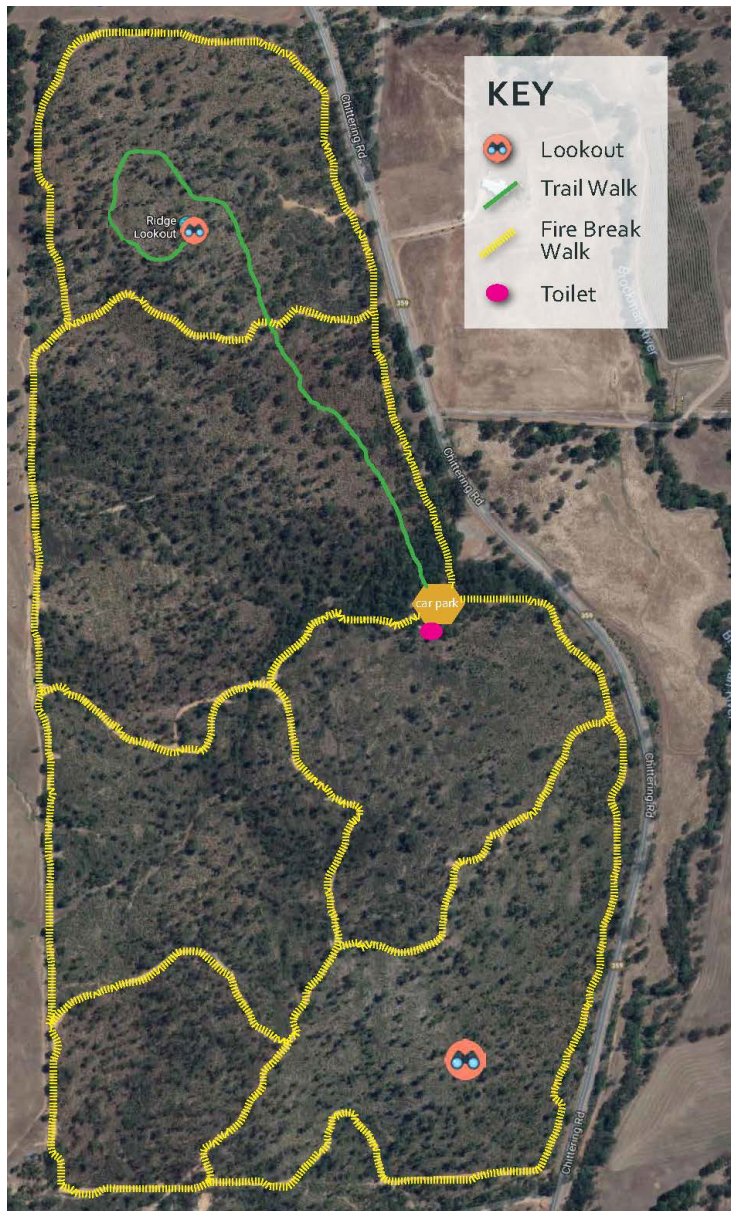 KEY
Lookout
Trail Walk
Fire Break
Walk
Toilet
Chittering Rd
Ridge
Lookout
359
River
Chittering Rd
car park
359
Chittering Rd
359
Chittering Rd